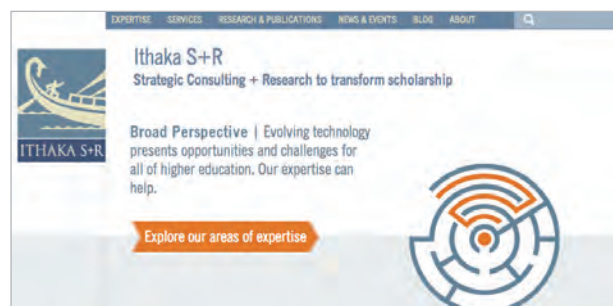 EXPERTISE SERVICES RESEARCH & PUBLICATIONS NEWS & EVENTS BLOG ABOUT
Ithaka S+R
Strategic Consulting + Research to transform scholarship
ITHAKA S+R
Broad Perspective | Evolving technology
presents opportunities and challenges for
all of higher education. Our expertise can
help.
Explore our areas of expertise